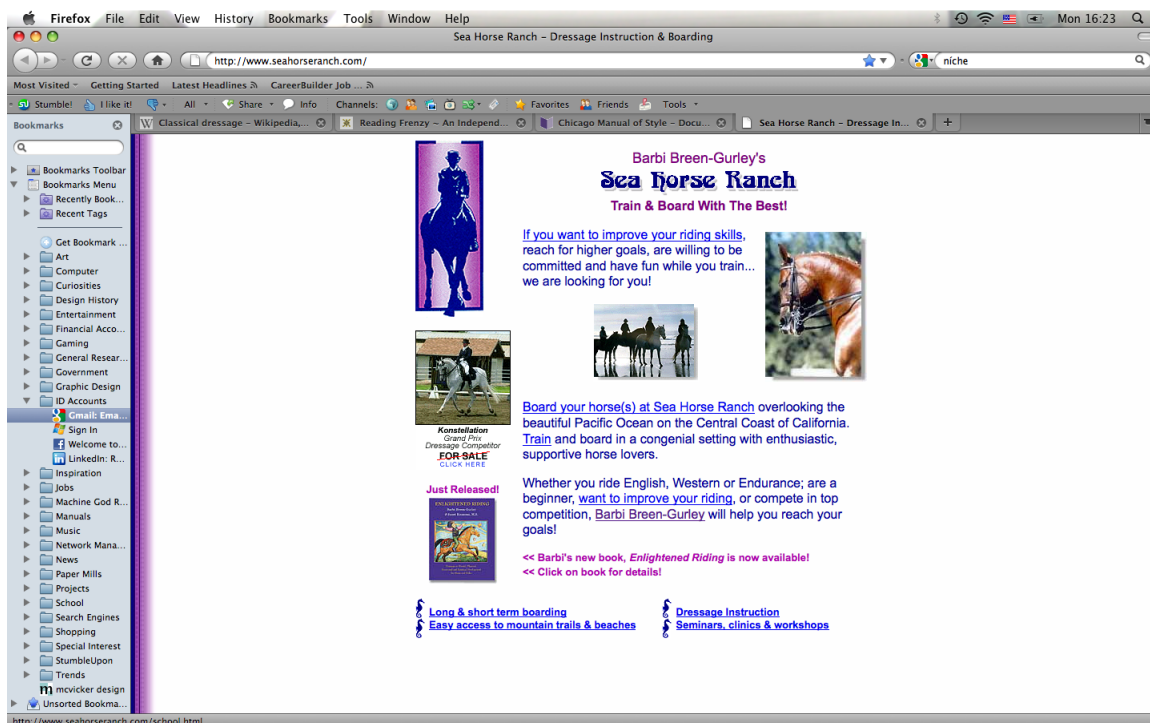 Firefox File Edit View History Bookmarks Tools Window Help
Mon 16:23
Sea Horse Ranch – Dressage Instruction & Boarding
http://www.seahorseranch.com/
niche
Most Visited Getting Started Latest Headlines CareerBuilder Job ...
Stumble! I like it! All Share Info Channels: Favorites Friends Tools
Bookmarks
Classical dressage – Wikipedia,... Reading Frenzy ~ An Independ... Chicago Manual of Style – Docu... Sea Horse Ranch – Dressage In...
Bookmarks Toolbar
Bookmarks Menu
Recently Book...
Recent Tags
Get Bookmark ...
Art
Computer
Curiosities
Design History
Entertainment
Financial Acco...
Gaming
General Resear...
Government
Graphic Design
ID Accounts
Gmail: Ema...
Sign In
Welcome to...
LinkedIn: R...
Inspiration
Jobs
Machine God R...
Manuals
Music
Network Mana...
News
Paper Mills
Projects
School
Search Engines
Shopping
Special Interest
StumbleUpon
Trends
mcvicker design
Unsorted Bookma...
Barbi Breen-Gurley's
Sea Horse Ranch
Train & Board With The Best!
If you want to improve your riding skills,
reach for higher goals, are willing to be
committed and have fun while you train...
we are looking for you!
Konstellation
Grand Prix
Dressage Competitor
FOR SALE
CLICK HERE
Just Released!
ENLIGHTENED RIDING
Board your horse(s) at Sea Horse Ranch overlooking the
beautiful Pacific Ocean on the Central Coast of California.
Train and board in a congenial setting with enthusiastic,
supportive horse lovers.
Whether you ride English, Western or Endurance; are a
beginner, want to improve your riding, or compete in top
competition, Barbi Breen-Gurley will help you reach your
goals!
<< Barbi's new book, Enlightened Riding is now available!
<< Click on book for details!
Long & short term boarding
Easy access to mountain trails & beaches
Dressage Instruction
Seminars, clinics & workshops
http://www.seahorseranch.com/school.html